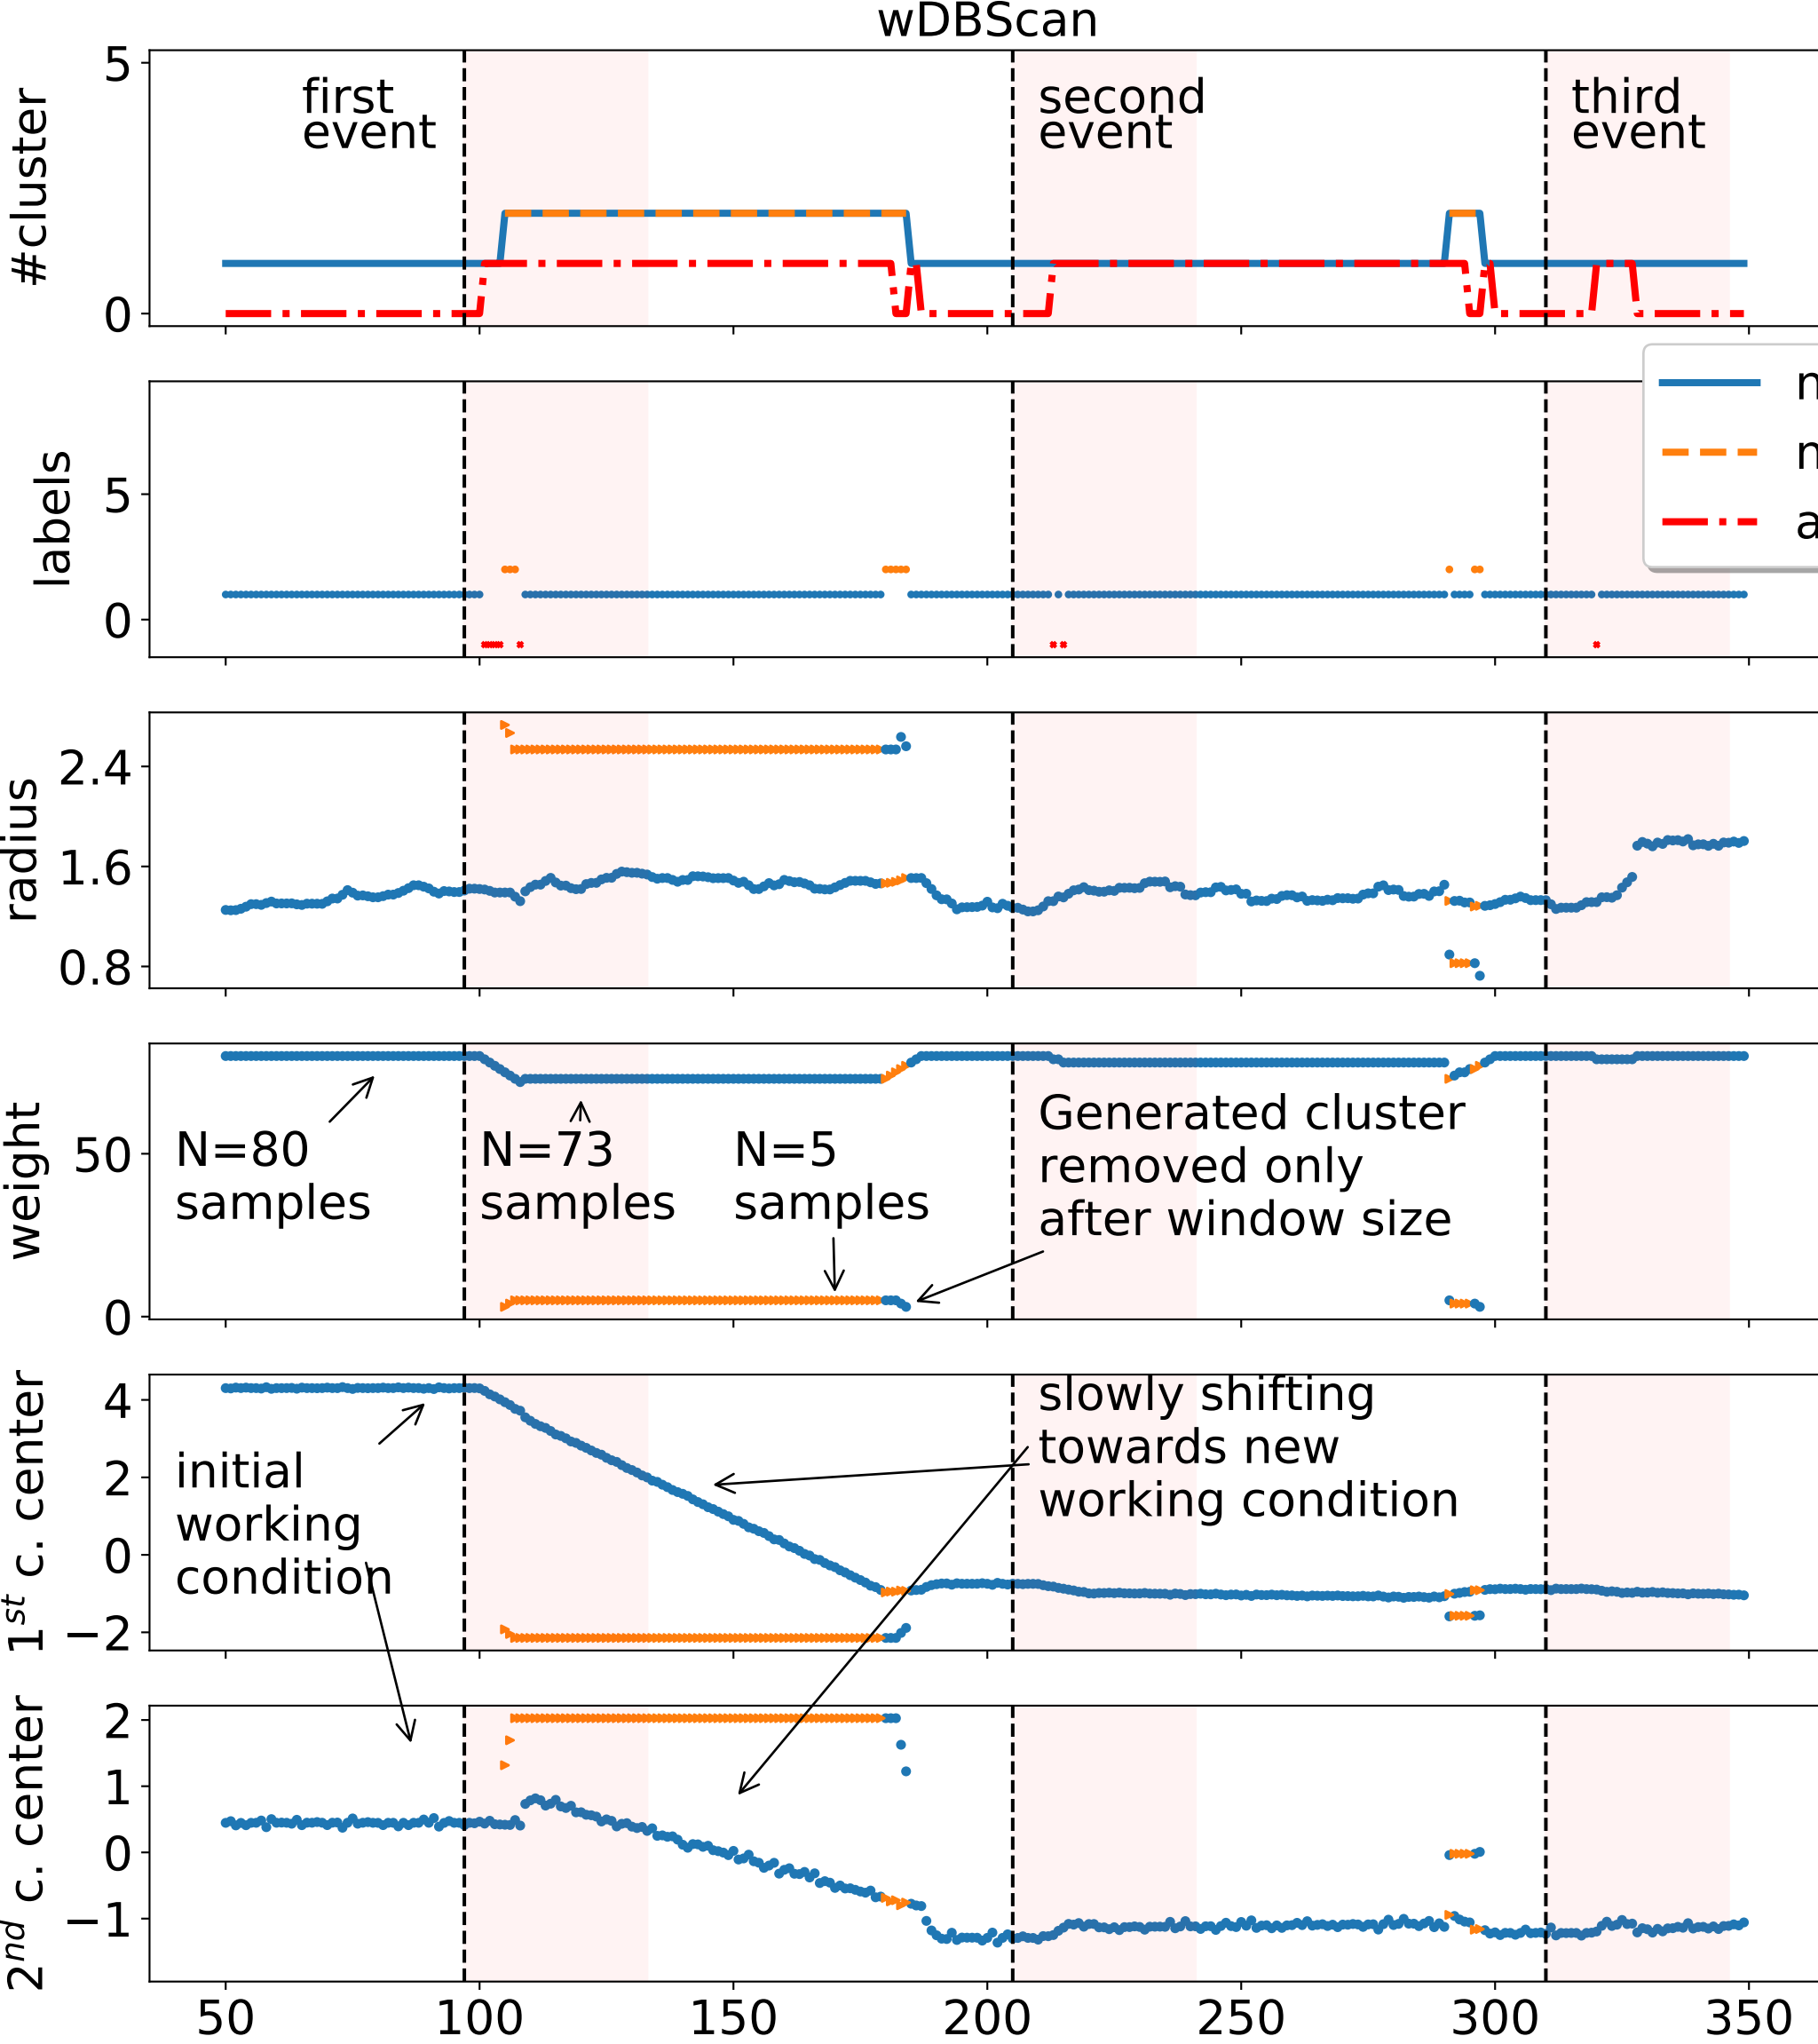 wDBScan
#cluster
5
0
first
event
second
event
third
event
labels
5
0
n
n
a
radius
2.4
1.6
0.8
weight
50
0
N=80
samples
N=73
samples
N=5
samples
Generated cluster
removed only
after window size
1st c. center
4
2
0
−2
initial
working
condition
slowly shifting
towards new
working condition
2nd c. center
2
1
0
−1
50 100 150 200 250 300 350